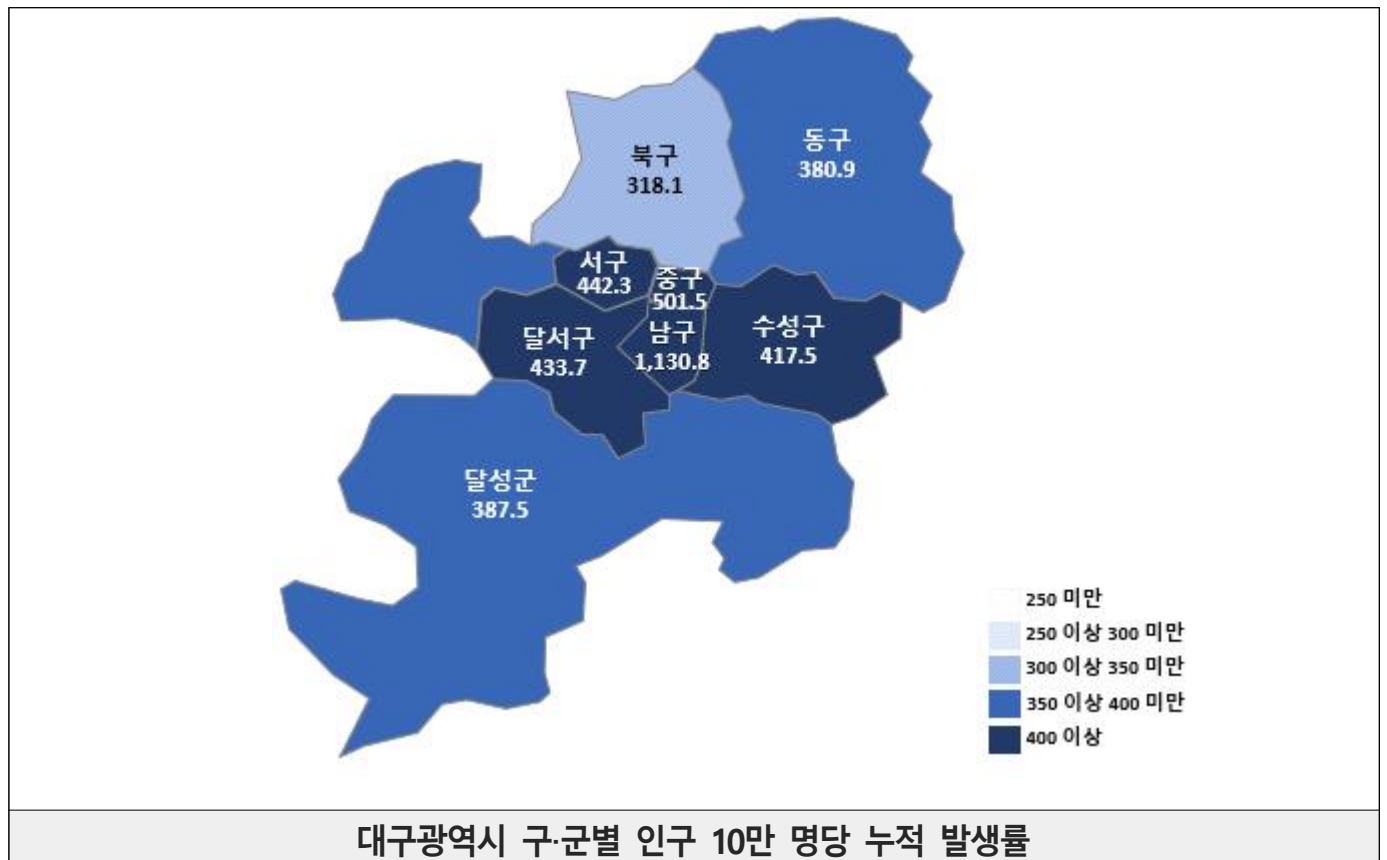 북구
318.1
동구
380.9
서구
442.3
중구
501.5
달서구
433.7
남구
1,130.8
수성구
417.5
달성군
387.5
250 미만
250 이상 300 미만
300 이상 350 미만
350 이상 400 미만
400 이상
대구광역시 구·군별 인구 10만 명당 누적 발생률